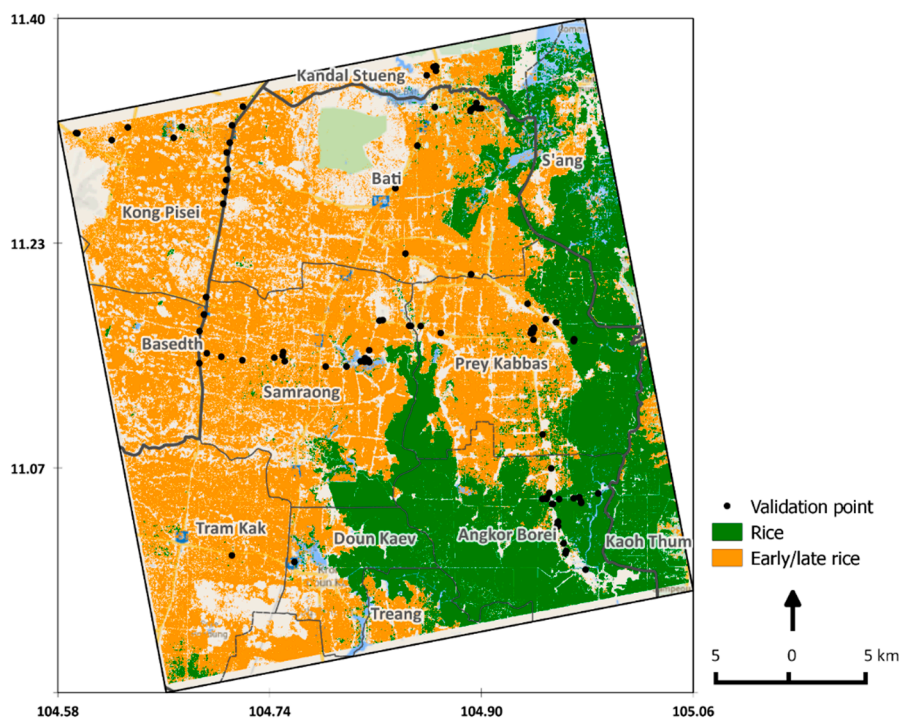 11.40
Kandal Stueng
S'ang
Bati
Kong Pisei
11.23
Basedth
Prey Kabbas
Samraong
11.07
Validation point
Tram Kak
Rice
Doun Kaev
Angkor Borei
Kaoh Thum
Early/late rice
Treang
5
0
5 km
104.58
104.74
104.90
105.06